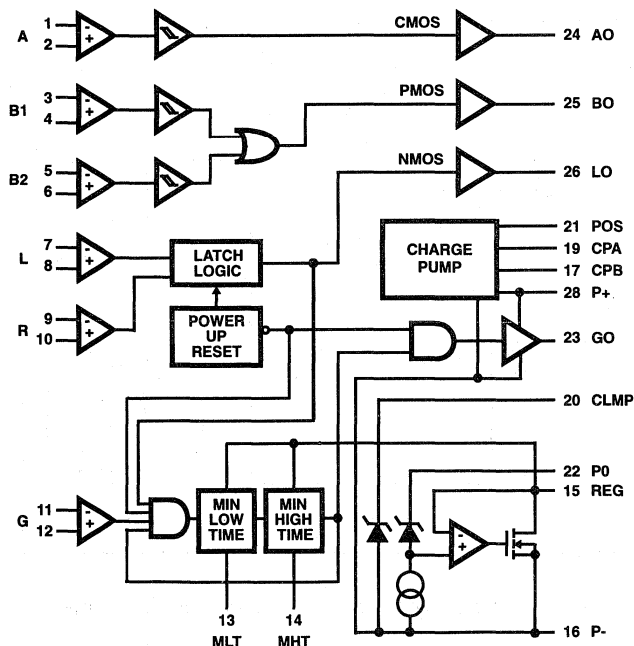 A 1 2 - + CMOS 24 AO
B1 3 4 - + PMOS 25 BO
B2 5 6 - + NMOS 26 LO
L 7 8 - + LATCH LOGIC
R 9 10 - + POWER UP RESET
CHARGE PUMP
21 POS
19 CPA
17 CPB
28 P+
23 GO
20 CLMP
22 P0
15 REG
G 11 12 - +
MIN LOW TIME
MIN HIGH TIME
- +
13 MLT
14 MHT
16 P-